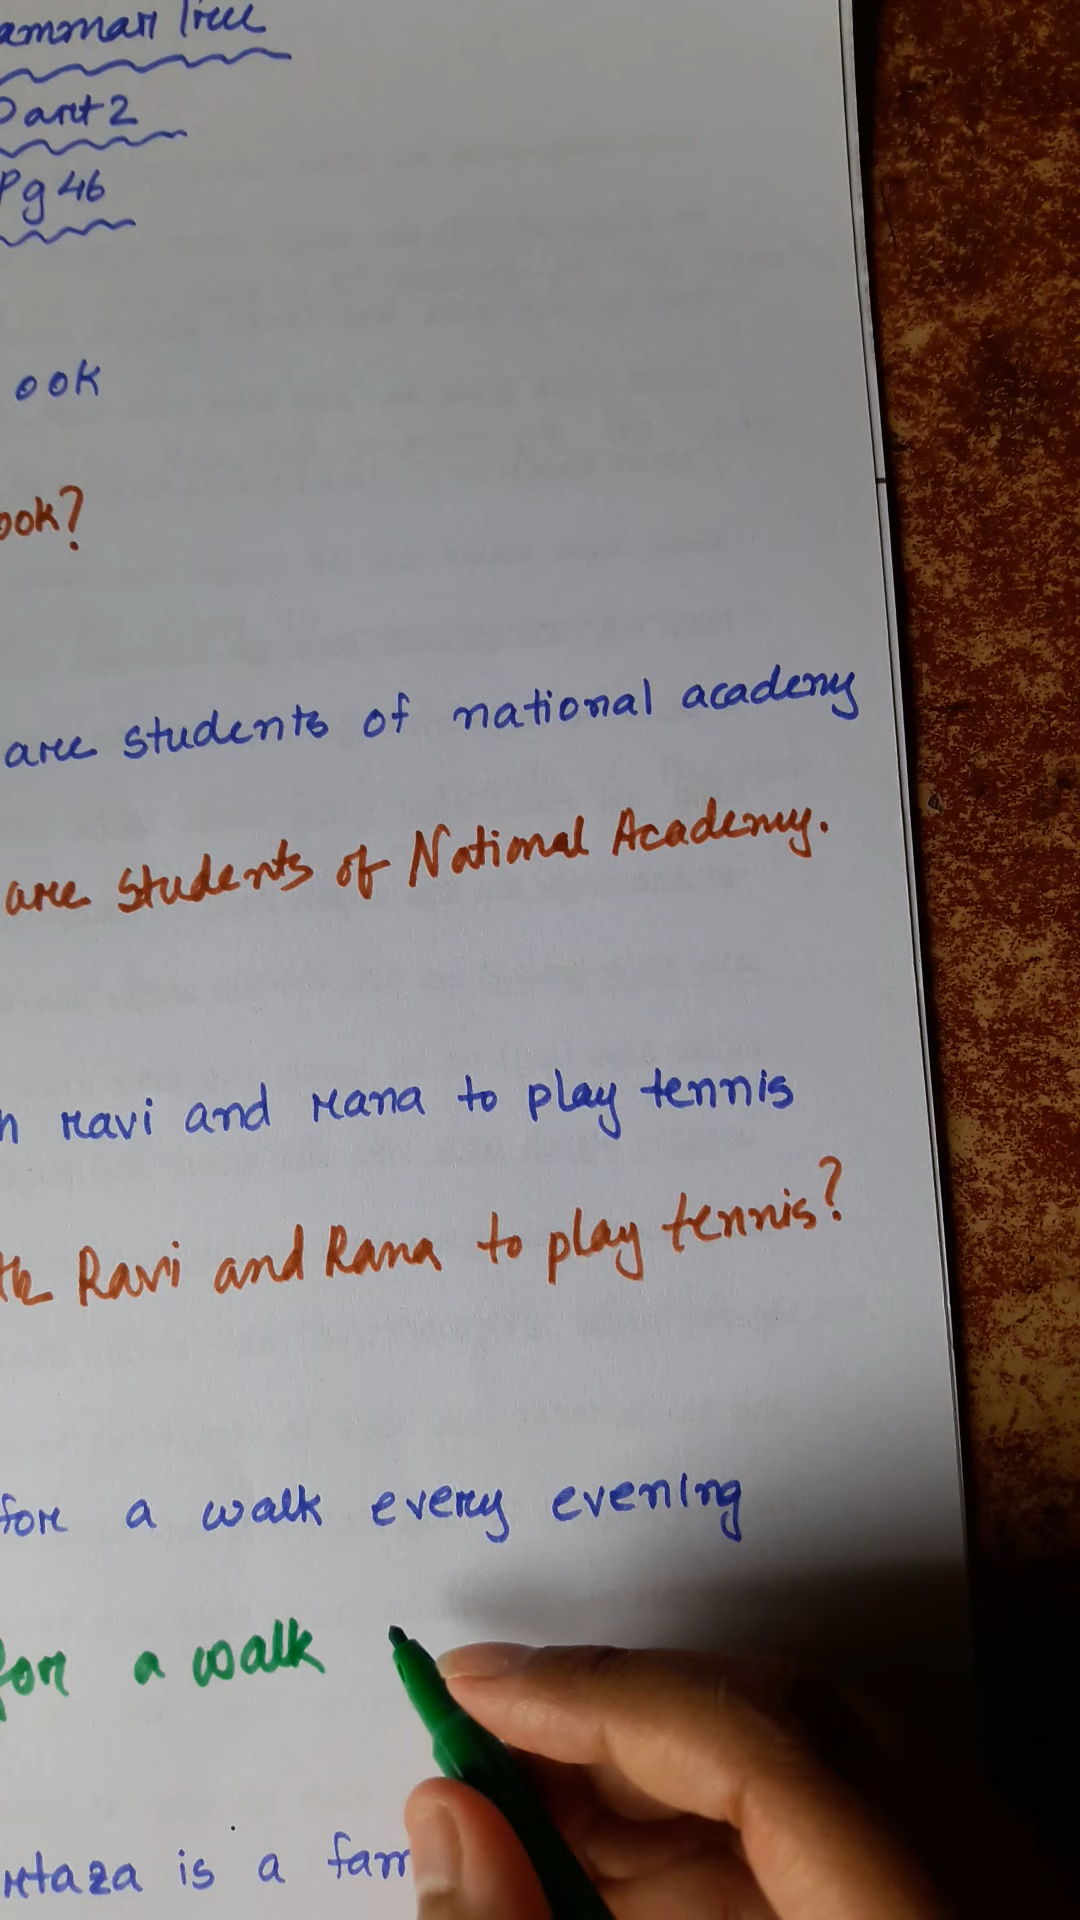 ammar Tree
Part 2
Pg 46
ook
ook?
are students of national academy
are students of National Academy.
h ravi and rana to play tennis
th Ravi and Rana to play tennis?
for a walk every evening
for a walk
rtaza is a farm